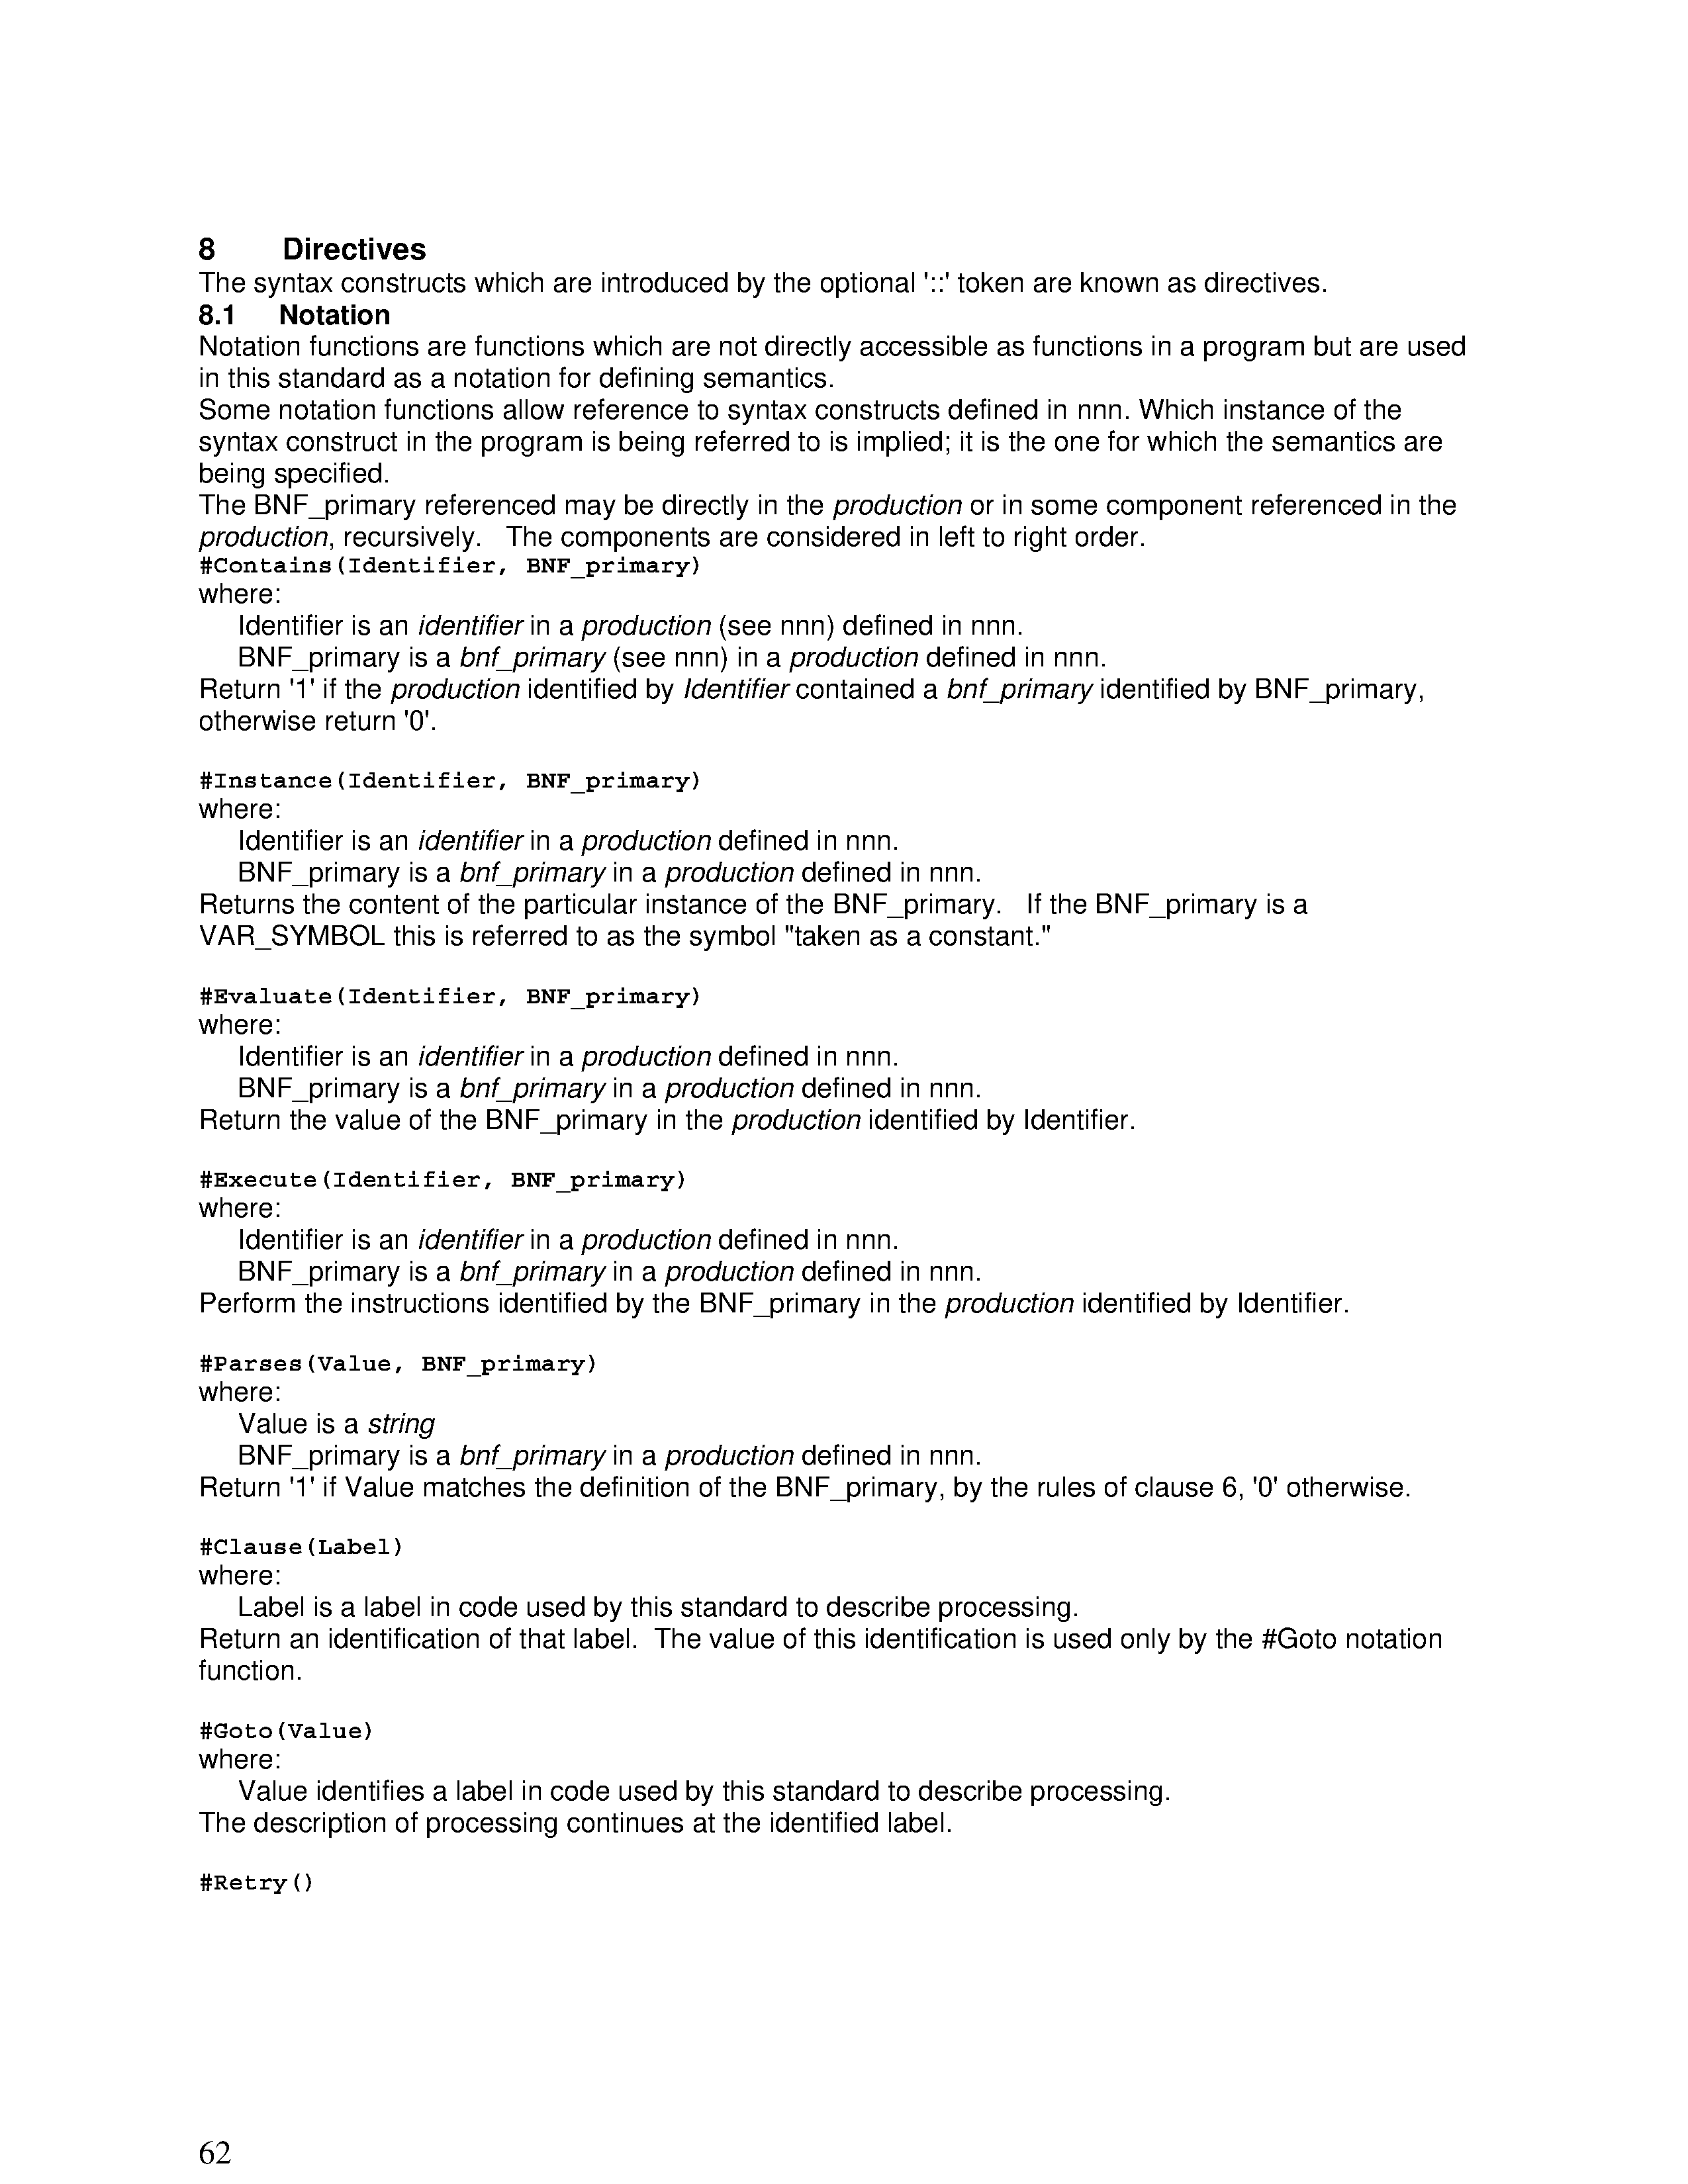 8 Directives
The syntax constructs which are introduced by the optional '::' token are known as directives.
8.1 Notation
Notation functions are functions which are not directly accessible as functions in a program but are used
in this standard as a notation for defining semantics.
Some notation functions allow reference to syntax constructs defined in nnn. Which instance of the
syntax construct in the program is being referred to is implied; it is the one for which the semantics are
being specified.
The BNF_primary referenced may be directly in the production or in some component referenced in the
production, recursively. The components are considered in left to right order.
#Contains(Identifier, BNF_primary)
where:
Identifier is an identifier in a production (see nnn) defined in nnn.
BNF_primary is a bnf_primary (see nnn) in a production defined in nnn.
Return '1' if the production identified by Identifier contained a bnf_primary identified by BNF_primary,
otherwise return '0'.
#Instance(Identifier, BNF_primary)
where:
Identifier is an identifier in a production defined in nnn.
BNF_primary is a bnf_primary in a production defined in nnn.
Returns the content of the particular instance of the BNF_primary. If the BNF_primary is a
VAR_SYMBOL this is referred to as the symbol "taken as a constant."
#Evaluate(Identifier, BNF_primary)
where:
Identifier is an identifier in a production defined in nnn.
BNF_primary is a bnf_primary in a production defined in nnn.
Return the value of the BNF_primary in the production identified by Identifier.
#Execute(Identifier, BNF_primary)
where:
Identifier is an identifier in a production defined in nnn.
BNF_primary is a bnf_primary in a production defined in nnn.
Perform the instructions identified by the BNF_primary in the production identified by Identifier.
#Parses(Value, BNF_primary)
where:
Value is a string
BNF_primary is a bnf_primary in a production defined in nnn.
Return '1' if Value matches the definition of the BNF_primary, by the rules of clause 6, '0' otherwise.
#Clause(Label)
where:
Label is a label in code used by this standard to describe processing.
Return an identification of that label. The value of this identification is used only by the #Goto notation
function.
#Goto(Value)
where:
Value identifies a label in code used by this standard to describe processing.
The description of processing continues at the identified label.
#Retry()
62